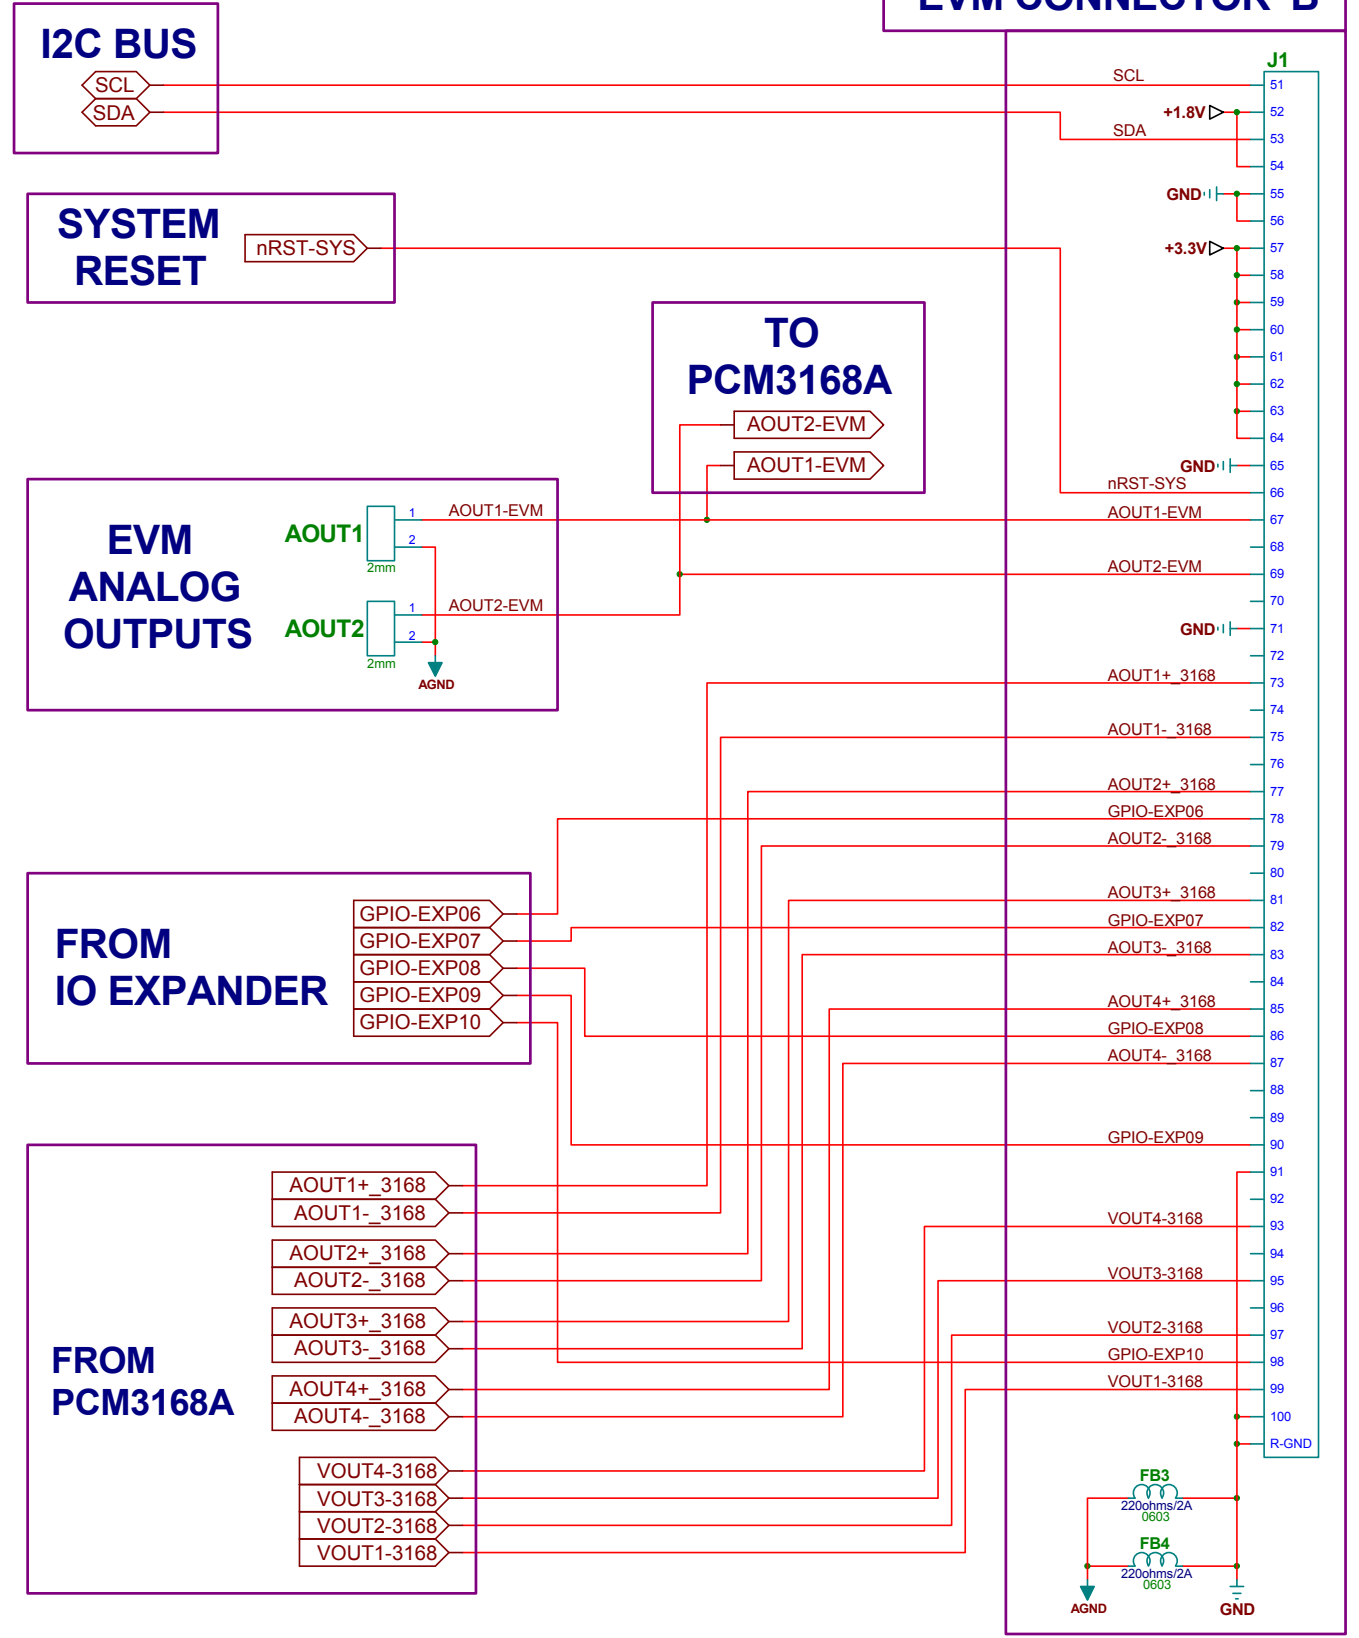 EVM CONNECTOR B
I2C BUS
SCL
SDA
SYSTEM
RESET
nRST-SYS
TO
PCM3168A
AOUT2-EVM
AOUT1-EVM
EVM
ANALOG
OUTPUTS
AOUT1
1
2
2mm
AOUT1-EVM
AOUT2
1
2
2mm
AOUT2-EVM
AGND
FROM
IO EXPANDER
GPIO-EXP06
GPIO-EXP07
GPIO-EXP08
GPIO-EXP09
GPIO-EXP10
FROM
PCM3168A
AOUT1+_3168
AOUT1-_3168
AOUT2+_3168
AOUT2-_3168
AOUT3+_3168
AOUT3-_3168
AOUT4+_3168
AOUT4-_3168
VOUT4-3168
VOUT3-3168
VOUT2-3168
VOUT1-3168
J1
SCL 51
+1.8V 52
SDA 53
54
GND 55
56
+3.3V 57
58
59
60
61
62
63
64
GND 65
nRST-SYS 66
AOUT1-EVM 67
68
AOUT2-EVM 69
70
GND 71
72
AOUT1+_3168 73
74
AOUT1-_3168 75
76
AOUT2+_3168 77
GPIO-EXP06 78
AOUT2-_3168 79
80
AOUT3+_3168 81
GPIO-EXP07 82
AOUT3-_3168 83
84
AOUT4+_3168 85
GPIO-EXP08 86
AOUT4-_3168 87
88
89
GPIO-EXP09 90
91
92
VOUT4-3168 93
94
VOUT3-3168 95
96
VOUT2-3168 97
GPIO-EXP10 98
VOUT1-3168 99
100
R-GND
FB3
220ohms/2A
0603
FB4
220ohms/2A
0603
AGND
GND